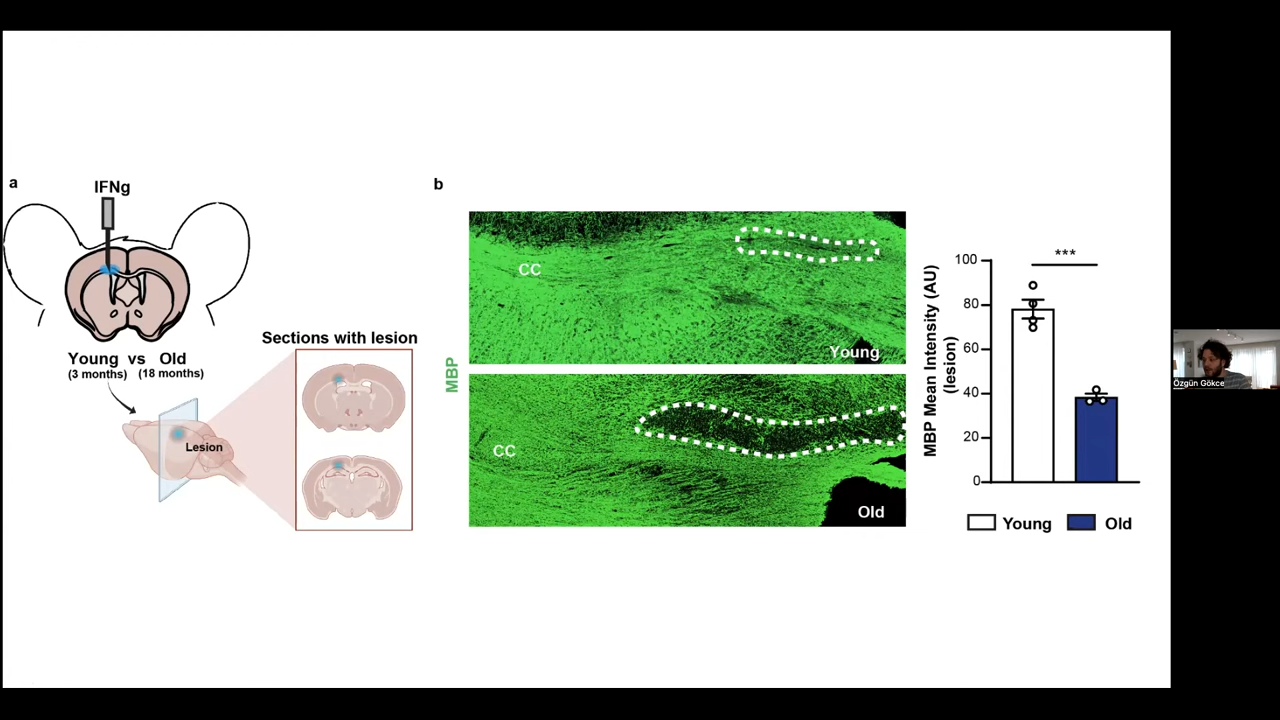 a
IFNg
Young vs Old
(3 months) (18 months)
Lesion
Sections with lesion
b
MBP
CC
Young
CC
Old
MBP Mean Intensity (AU)
(lesion)
100
80
60
40
20
0
***
Young
Old
Özgün Gökce